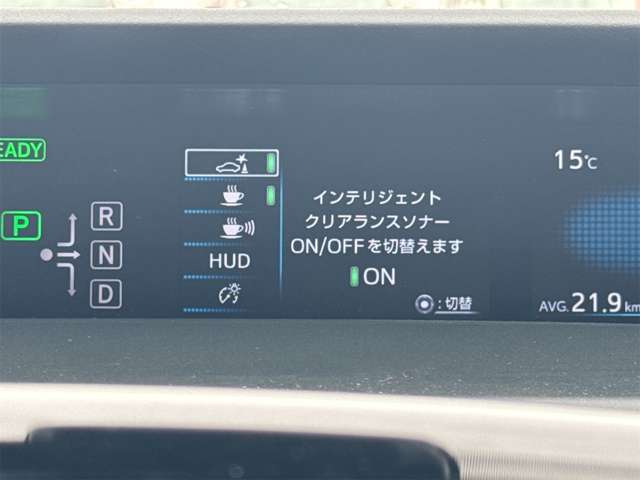 EADY
P
R
N
D
HUD
インテリジェント
クリアランスソナー
ON/OFFを切替えます
ON
:切替
15℃
AVG. 21.9 km